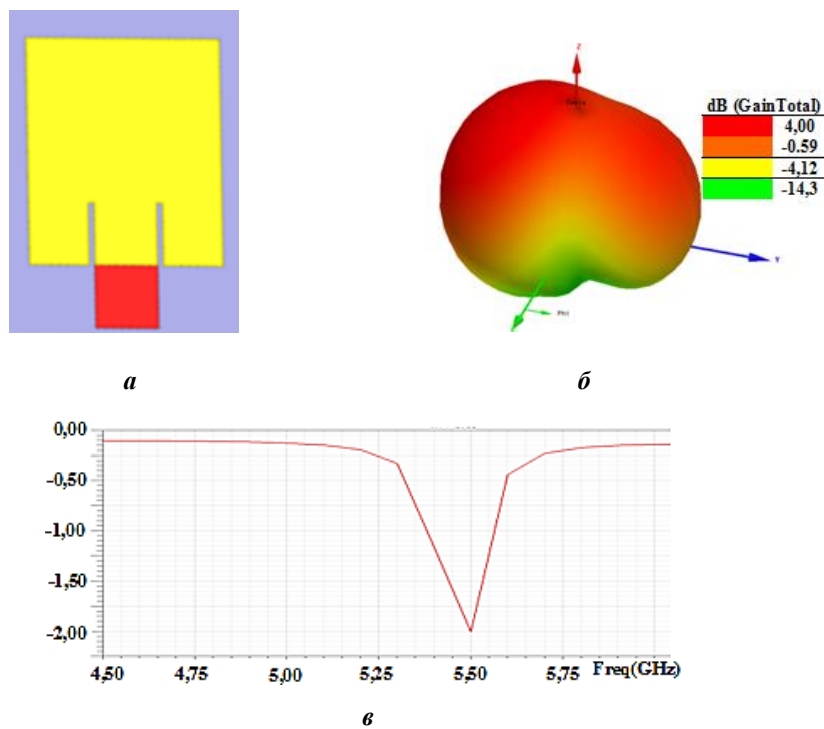 Z
dB (GainTotal)
4,00
-0.59
-4,12
-14,3
Y
Phi
а
б
0,00
-0,50
-1,00
-1,50
-2,00
4,50
4,75
5,00
5,25
5,50
5,75
Freq(GHz)
в